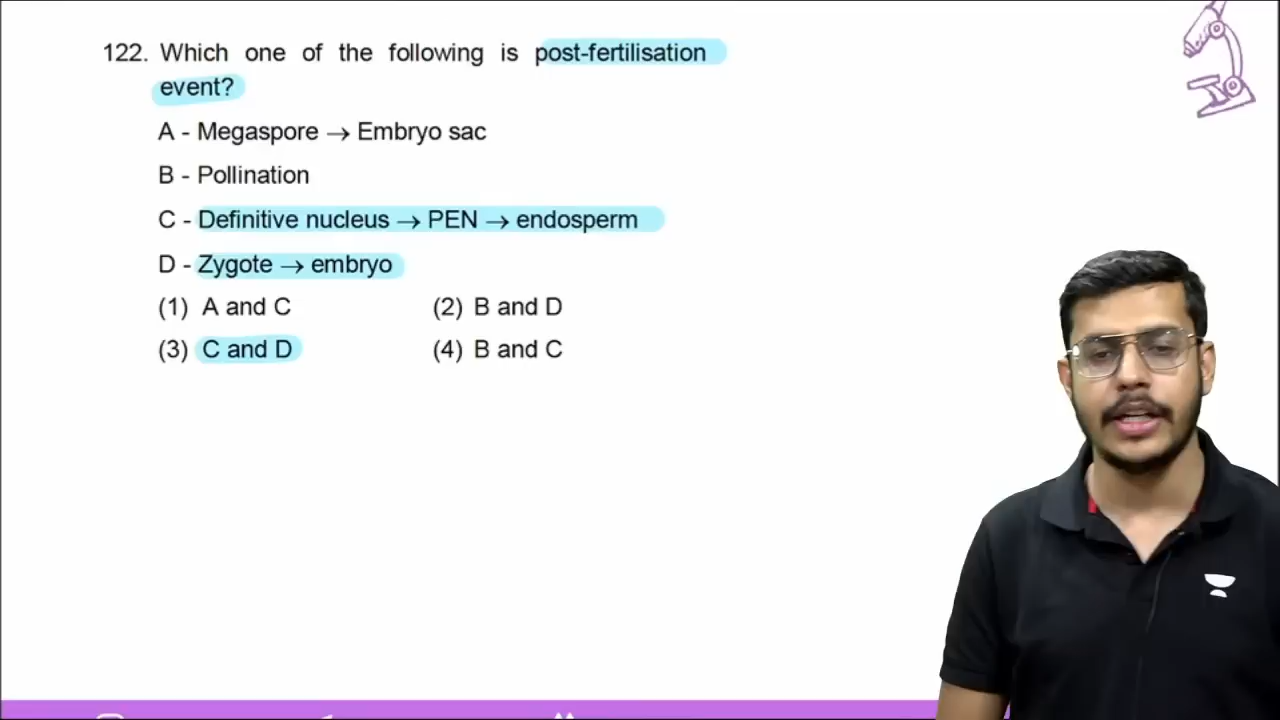 122. Which one of the following is post-fertilisation
event?
A - Megaspore → Embryo sac
B - Pollination
C - Definitive nucleus → PEN → endosperm
D - Zygote → embryo
(1) A and C (2) B and D
(3) C and D (4) B and C